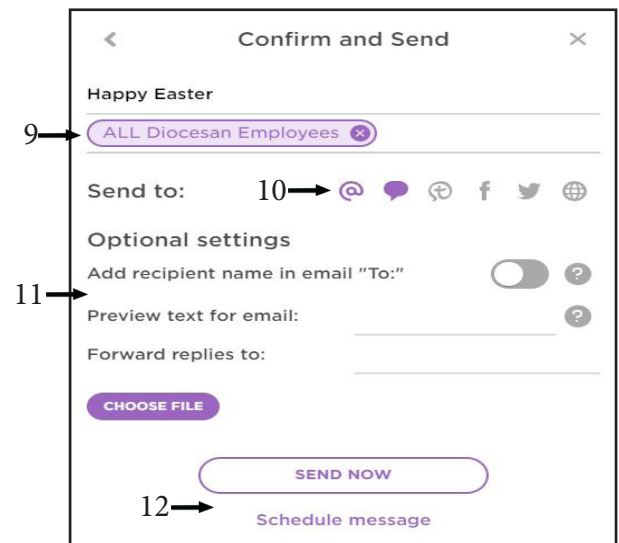 Confirm and Send
Happy Easter
9 ALL Diocesan Employees
Send to: 10 @ f
Optional settings
Add recipient name in email "To:" ?
11
Preview text for email: ?
Forward replies to:
CHOOSE FILE
SEND NOW
12
Schedule message